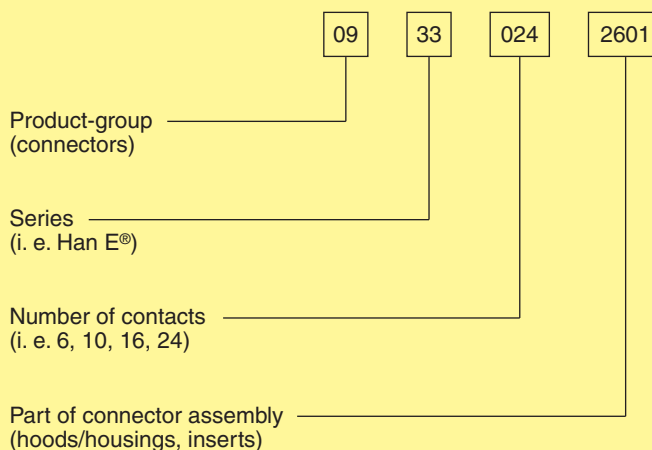 09 33 024 2601
Product-group
(connectors)
Series
(i. e. Han E®)
Number of contacts
(i. e. 6, 10, 16, 24)
Part of connector assembly
(hoods/housings, inserts)